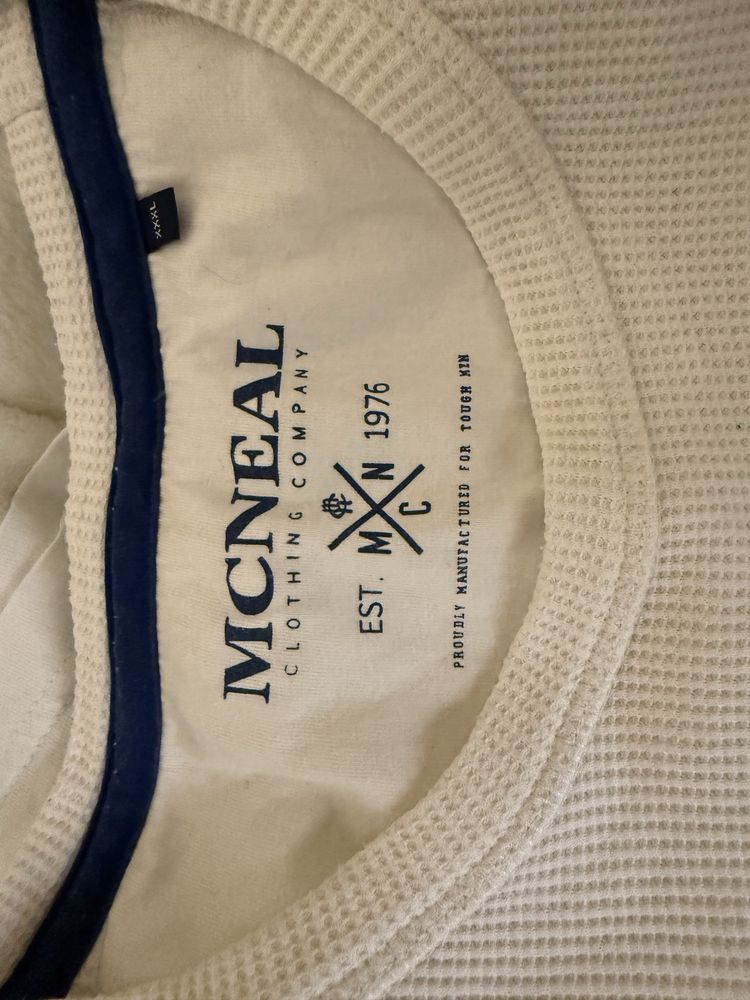 XXXL
MCNEAL
CLOTHING COMPANY
EST. M N 1976
C
PROUDLY MANUFACTURED FOR TOUGH MEN